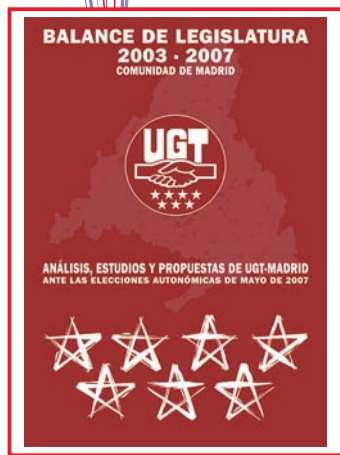 BALANCE DE LEGISLATURA
2003 · 2007
COMUNIDAD DE MADRID
UGT
ANÁLISIS, ESTUDIOS Y PROPUESTAS DE UGT-MADRID
ANTE LAS ELECCIONES AUTONÓMICAS DE MAYO DE 2007